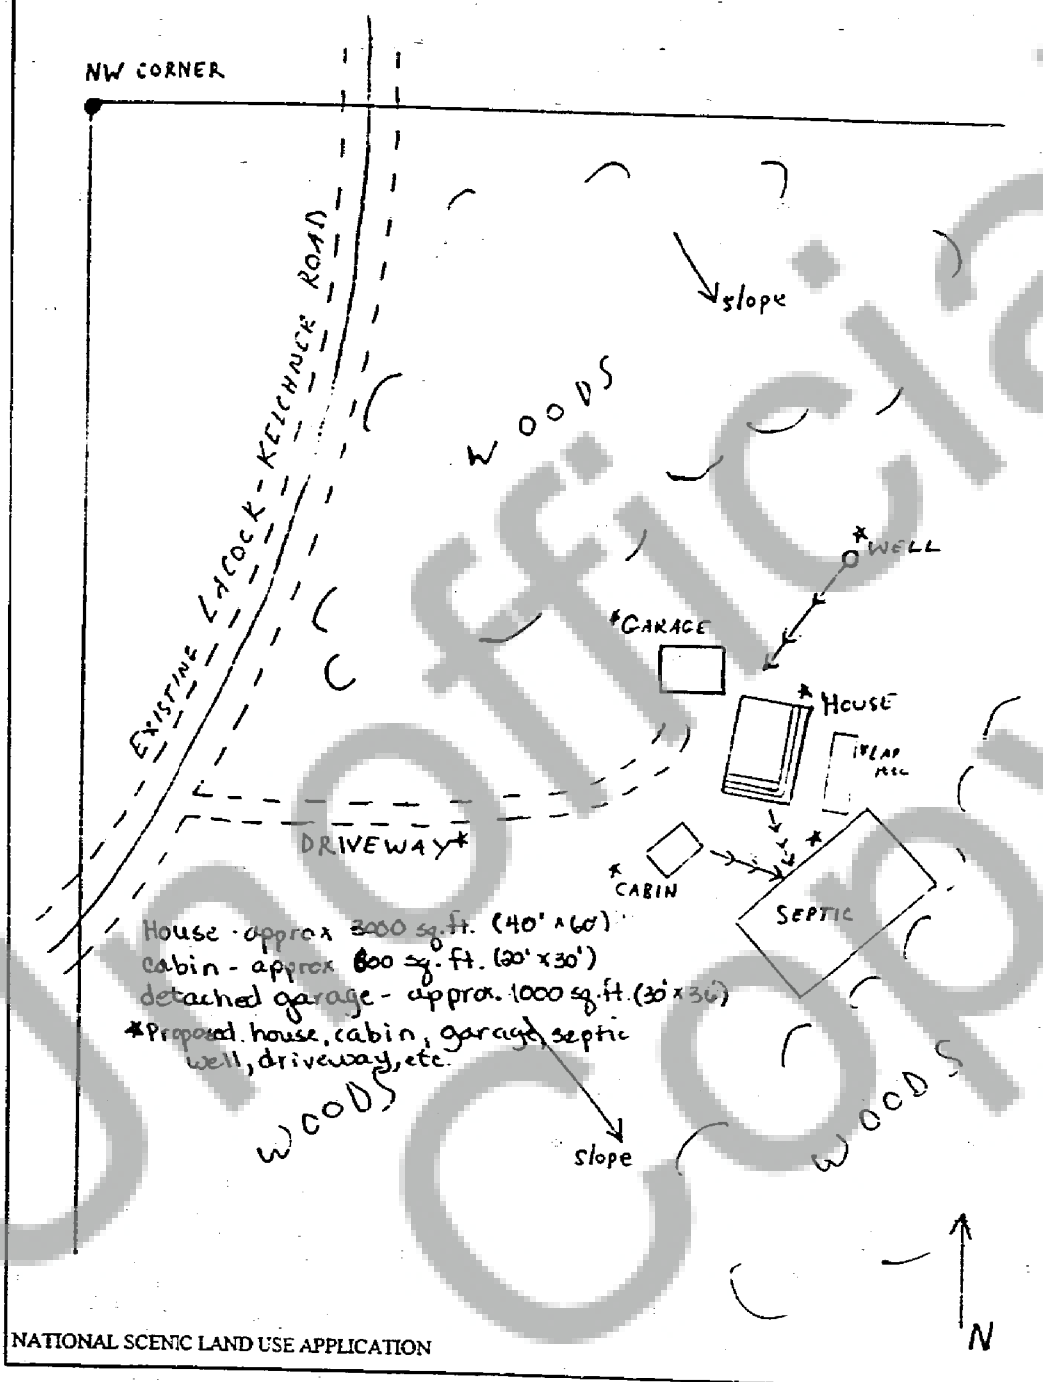 NW CORNER
EXISTING LACOCK-KELCHNER ROAD
slope
WOODS
*WELL
*GARAGE
* HOUSE
DRIVEWAY*
* CABIN
*
SEPTIC
House - approx 3000 sq.ft. (40' x 60')
cabin - approx 600 sq.ft. (20' x 30')
detached garage - approx. 1000 sq.ft. (30' x 36')
*Proposed house, cabin, garage, septic
well, driveway, etc.
WOODS
slope
WOODS
N
NATIONAL SCENIC LAND USE APPLICATION
Unofficial
Copy